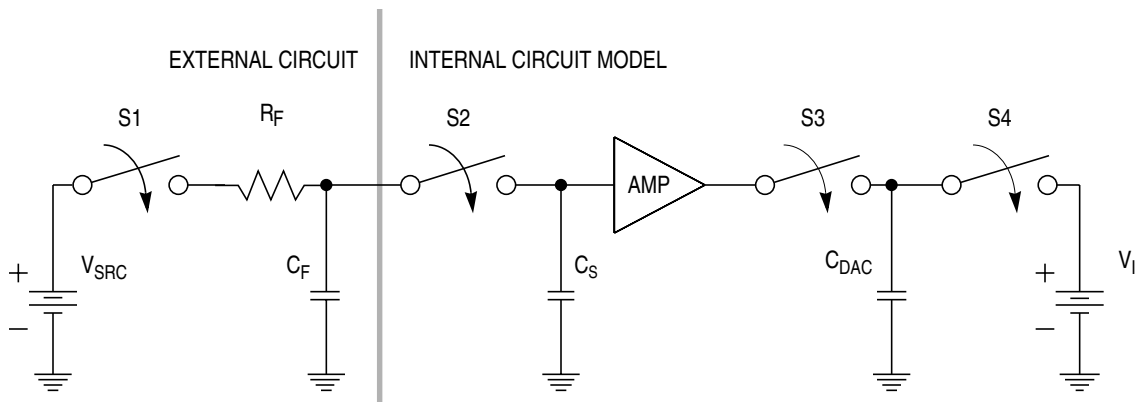 EXTERNAL CIRCUIT
INTERNAL CIRCUIT MODEL
S1
RF
S2
S3
S4
AMP
+
VSRC
−
CF
CS
CDAC
+
VI
−